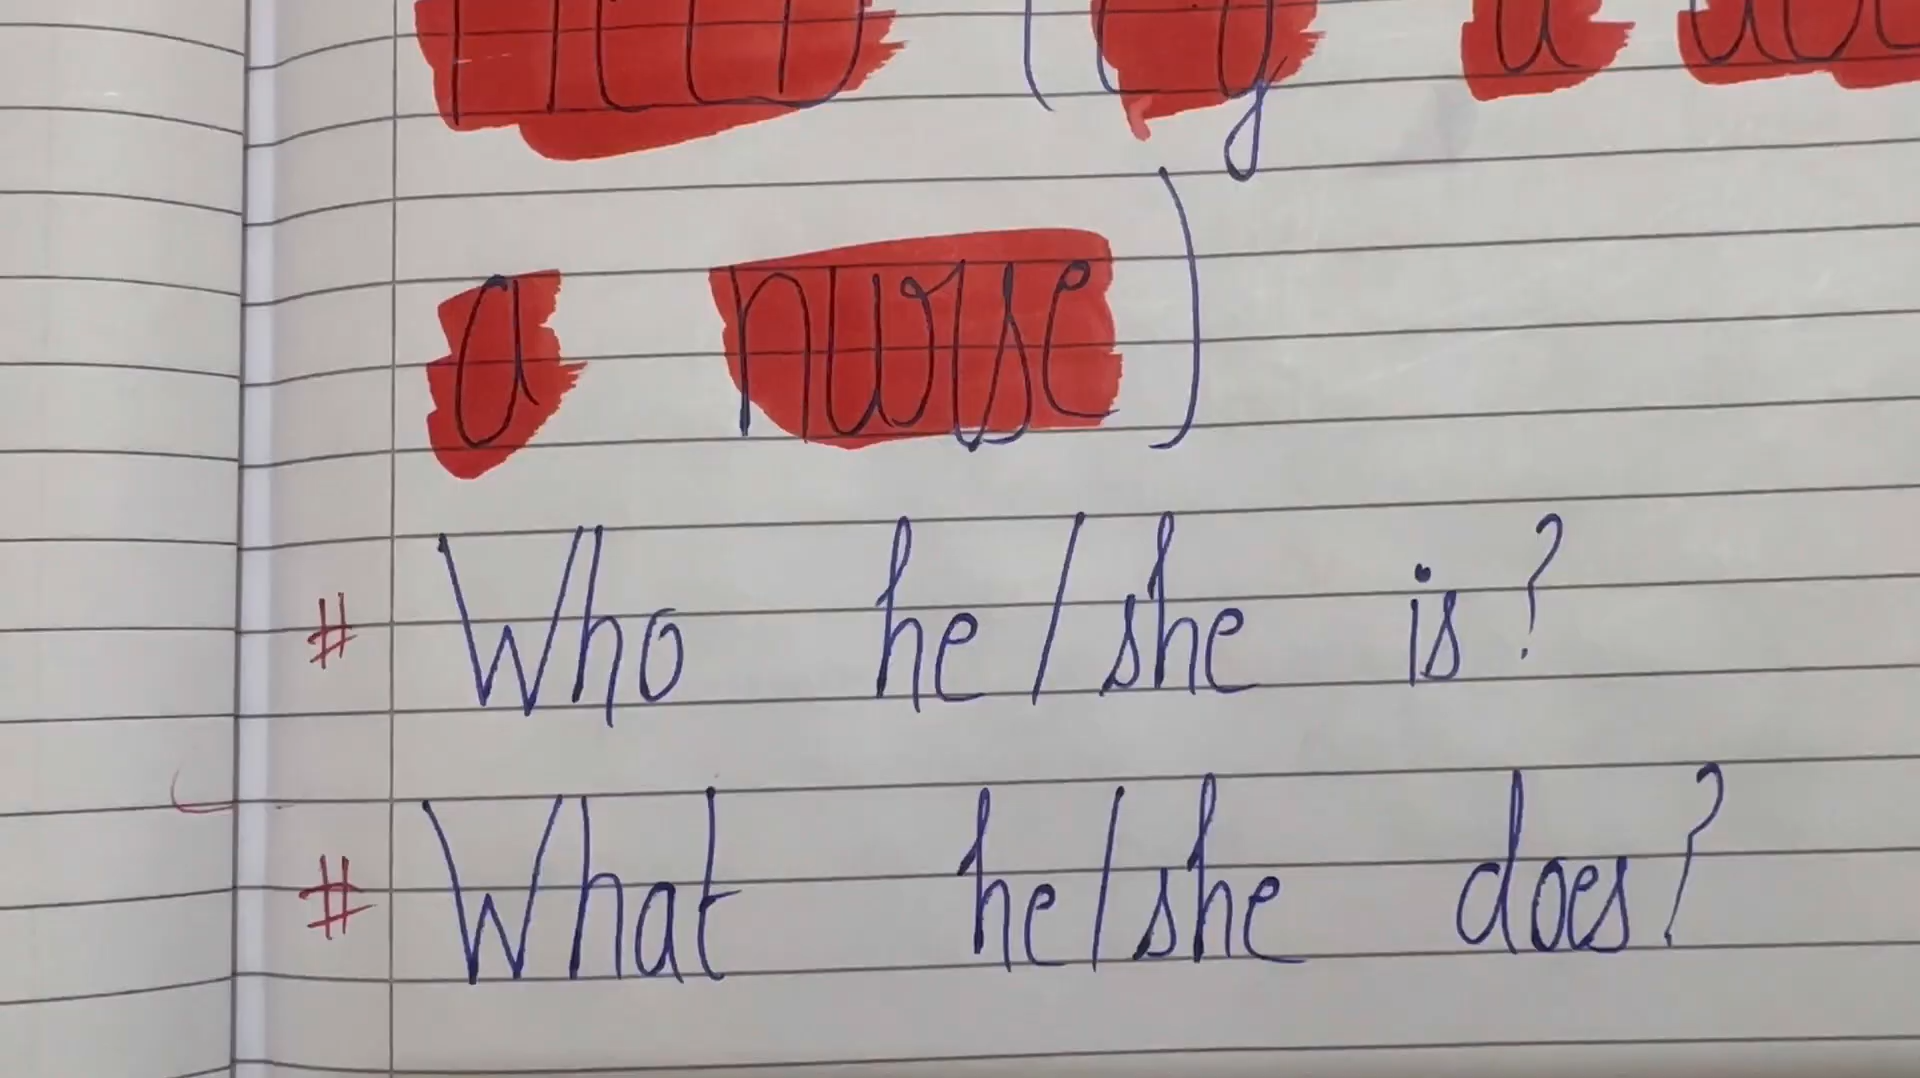 a nurse)
# Who he/she is?
# What he/she does?